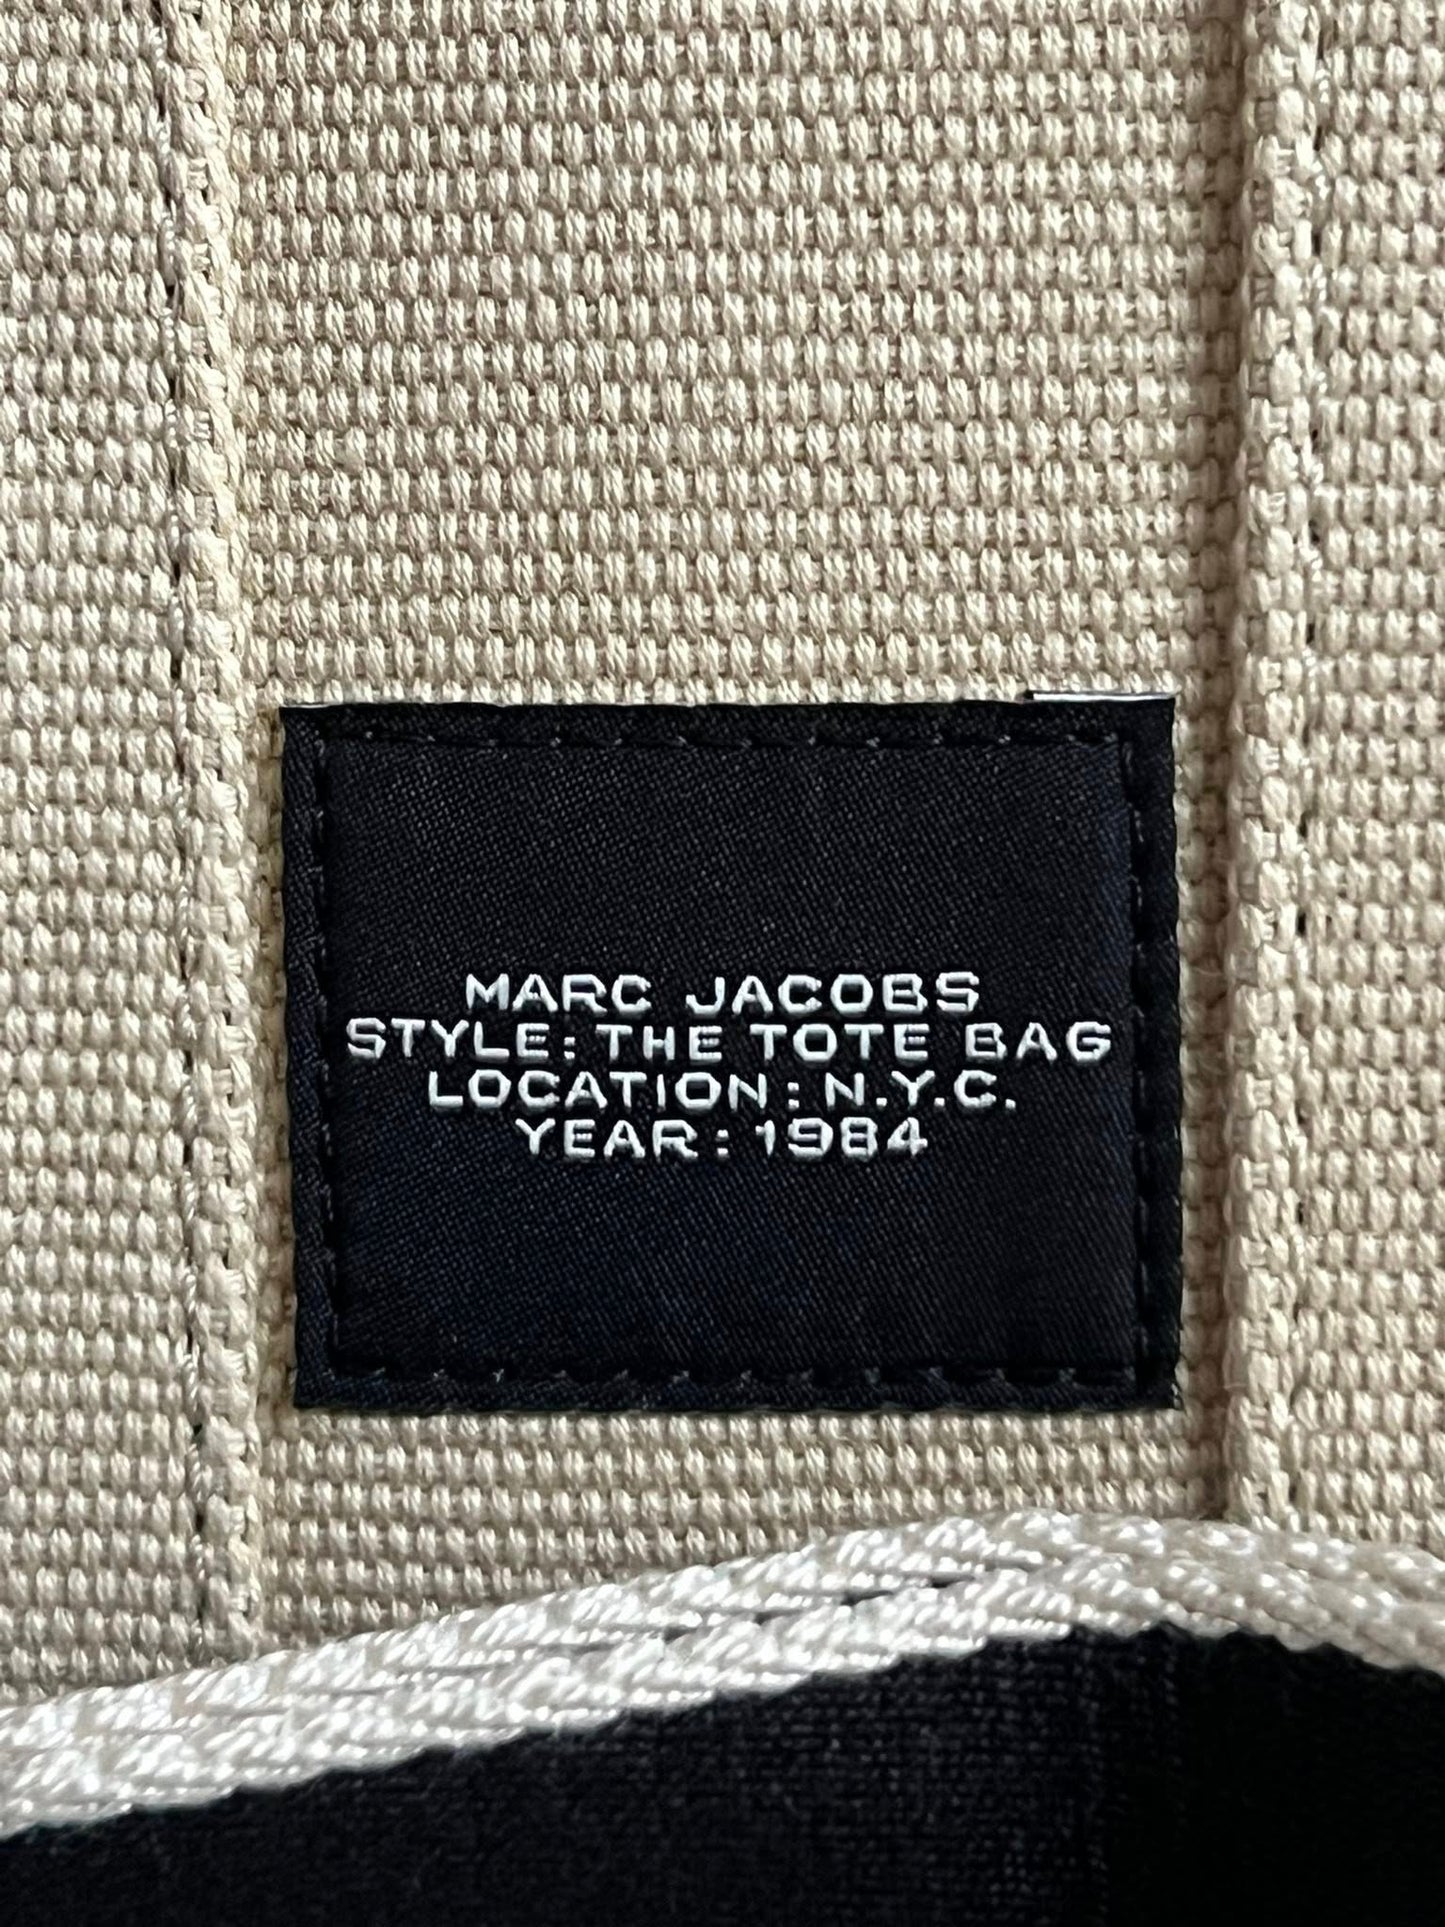 MARC JACOBS
STYLE: THE TOTE BAG
LOCATION: N.Y.C.
YEAR: 1984